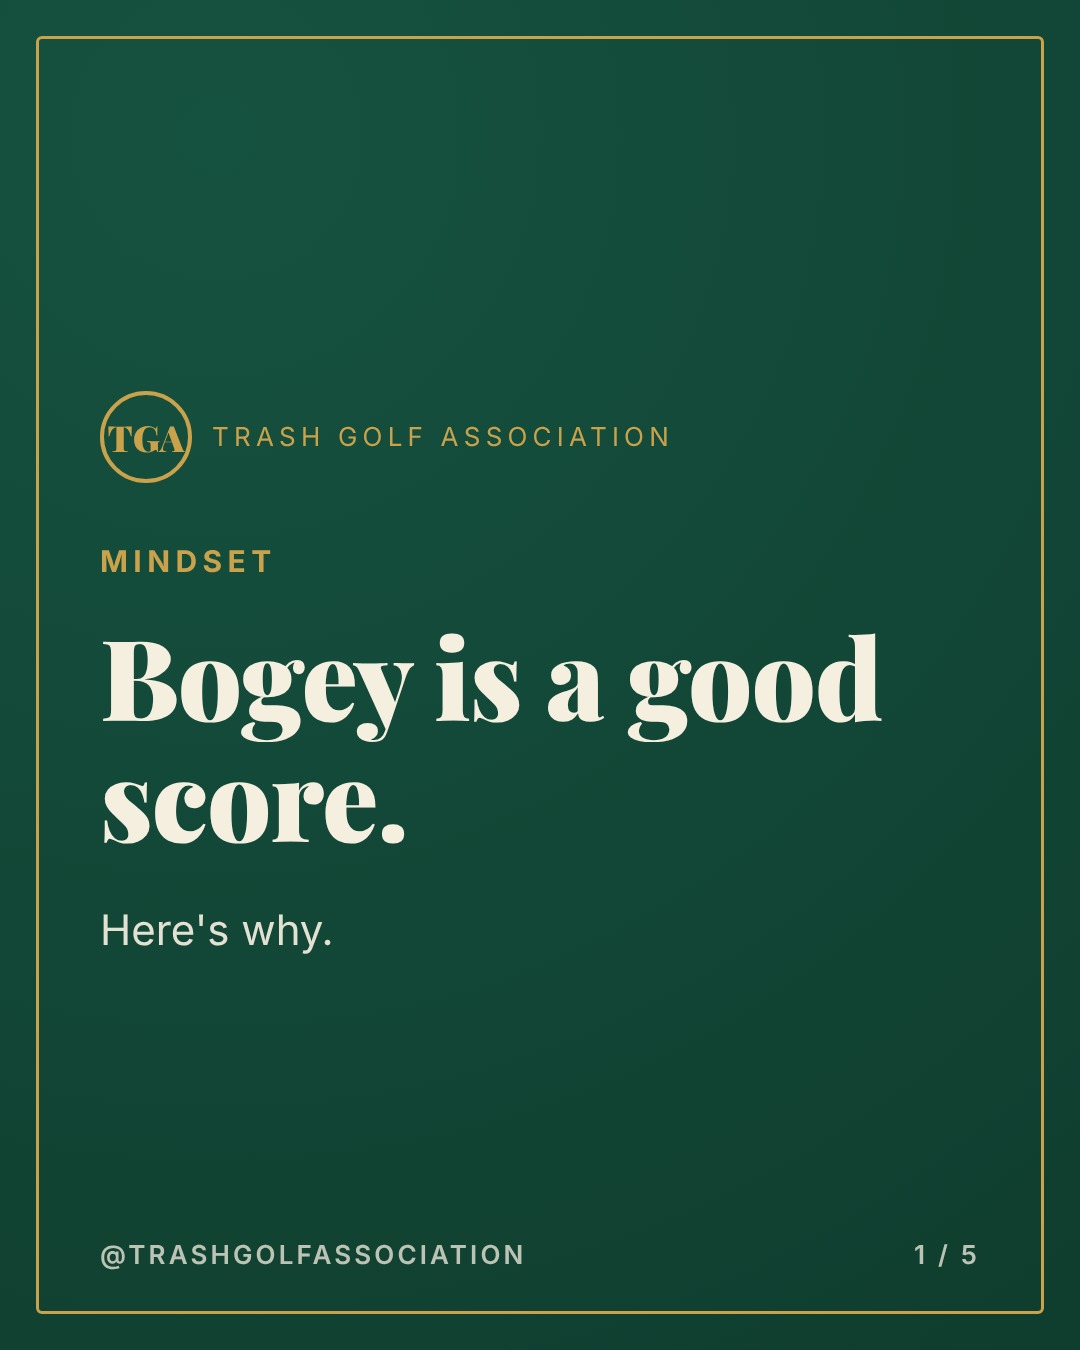 TGA TRASH GOLF ASSOCIATION
MINDSET
Bogey is a good
score.
Here's why.
@TRASHGOLFASSOCIATION 1 / 5